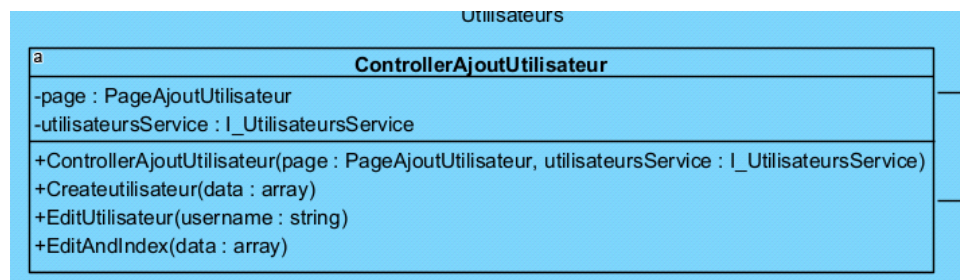 Utilisateurs
a
ControllerAjoutUtilisateur
-page : PageAjoutUtilisateur
-utilisateursService : I_UtilisateursService
+ControllerAjoutUtilisateur(page : PageAjoutUtilisateur, utilisateursService : I_UtilisateursService)
+Createutilisateur(data : array)
+EditUtilisateur(username : string)
+EditAndIndex(data : array)